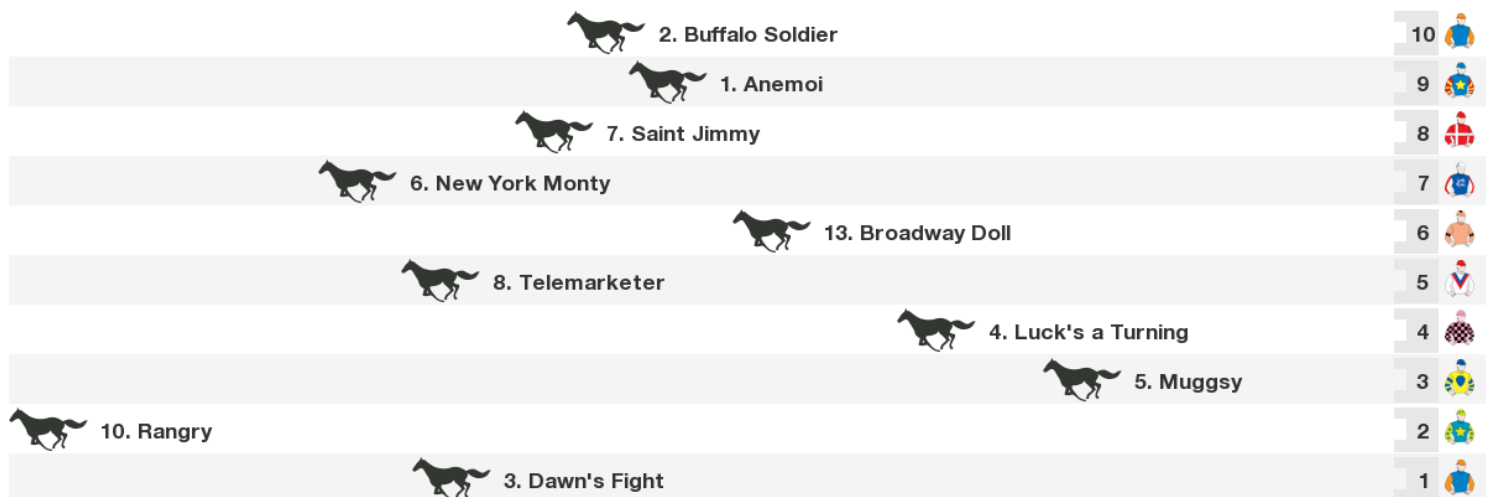 2. Buffalo Soldier 10
1. Anemoi 9
7. Saint Jimmy 8
6. New York Monty 7
13. Broadway Doll 6
8. Telemarketer 5
4. Luck's a Turning 4
5. Muggsy 3
10. Rangry 2
3. Dawn's Fight 1